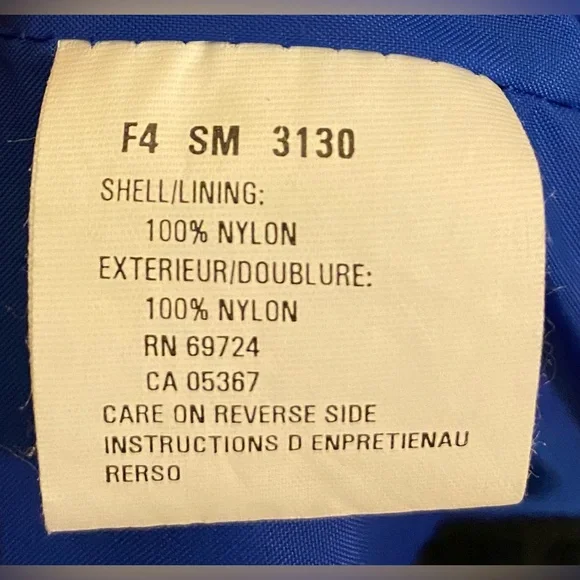 F4 SM 3130
SHELL/LINING:
100% NYLON
EXTERIEUR/DOUBLURE:
100% NYLON
RN 69724
CA 05367
CARE ON REVERSE SIDE
INSTRUCTIONS D ENPRETIENAU
RERSO